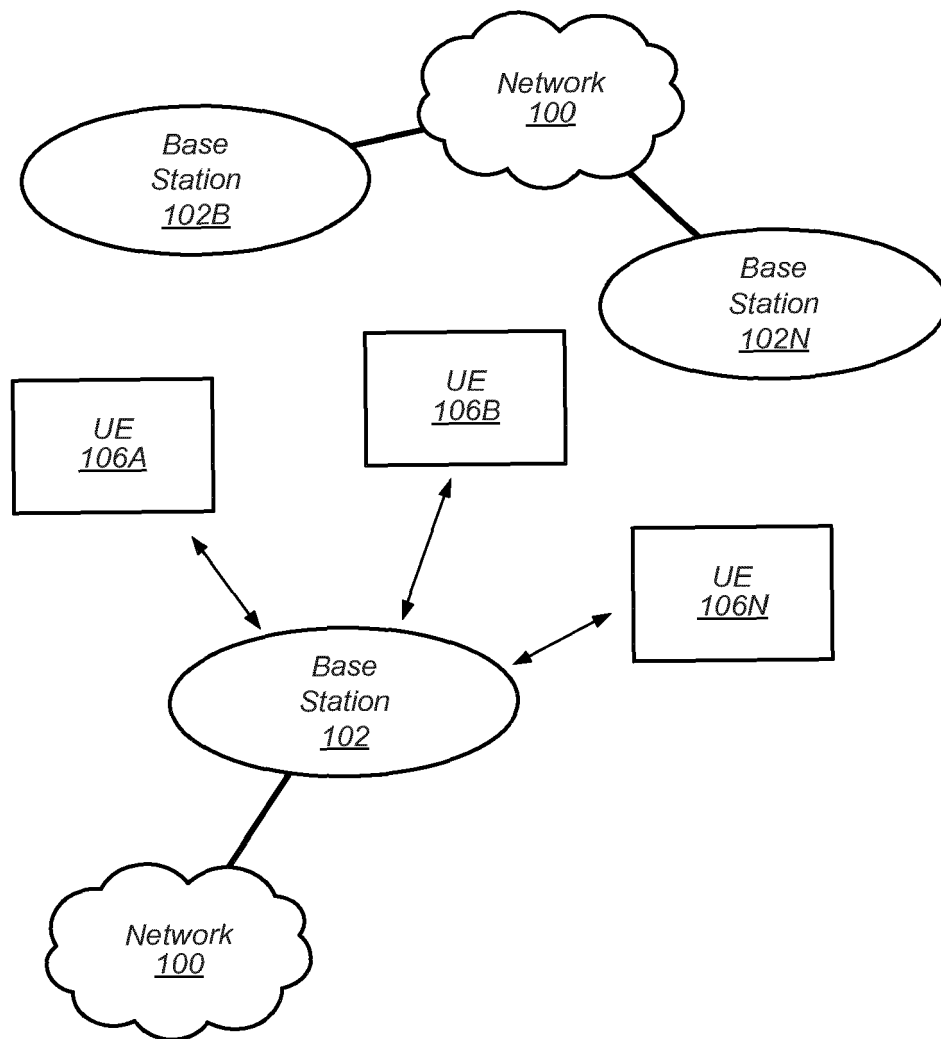 Network
100
Base
Station
102B
Base
Station
102N
UE
106B
UE
106A
UE
106N
Base
Station
102
Network
100